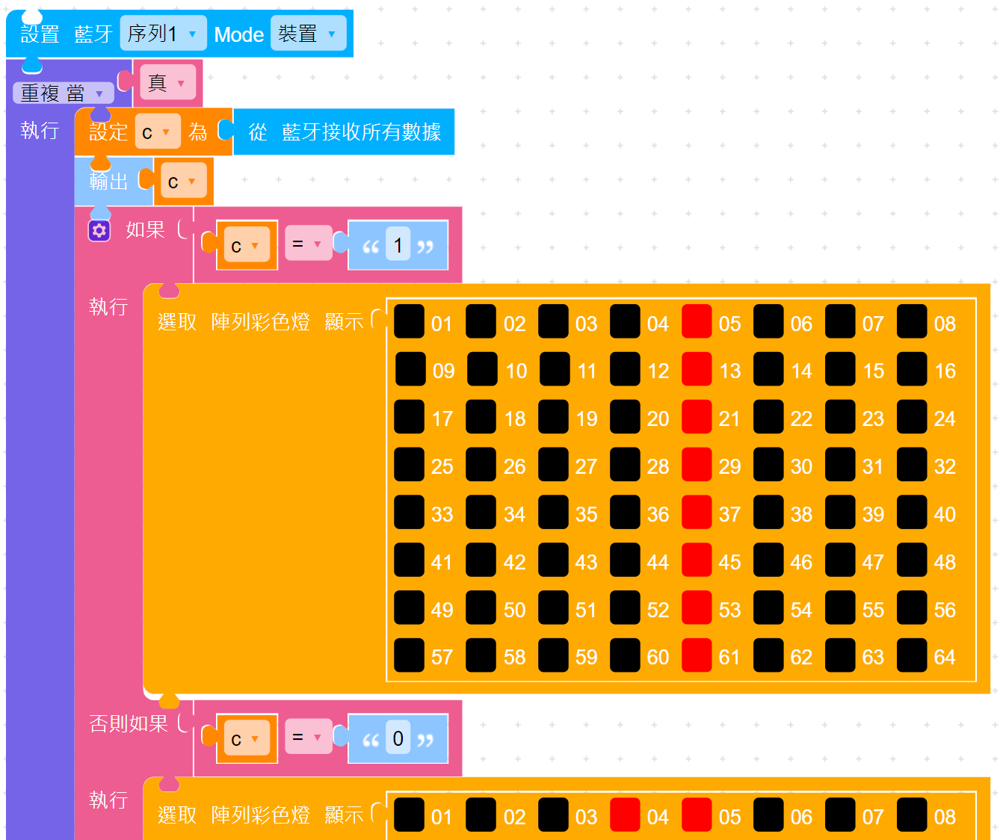 設置 藍牙 序列1 Mode 裝置
重複 當 真
執行 設定 c 為 從 藍牙接收所有數據
輸出 c
如果 c = “ 1 ”
執行 選取 陣列彩色燈 顯示 01 02 03 04 05 06 07 08
09 10 11 12 13 14 15 16
17 18 19 20 21 22 23 24
25 26 27 28 29 30 31 32
33 34 35 36 37 38 39 40
41 42 43 44 45 46 47 48
49 50 51 52 53 54 55 56
57 58 59 60 61 62 63 64
否則如果 c = “ 0 ”
執行 選取 陣列彩色燈 顯示 01 02 03 04 05 06 07 08